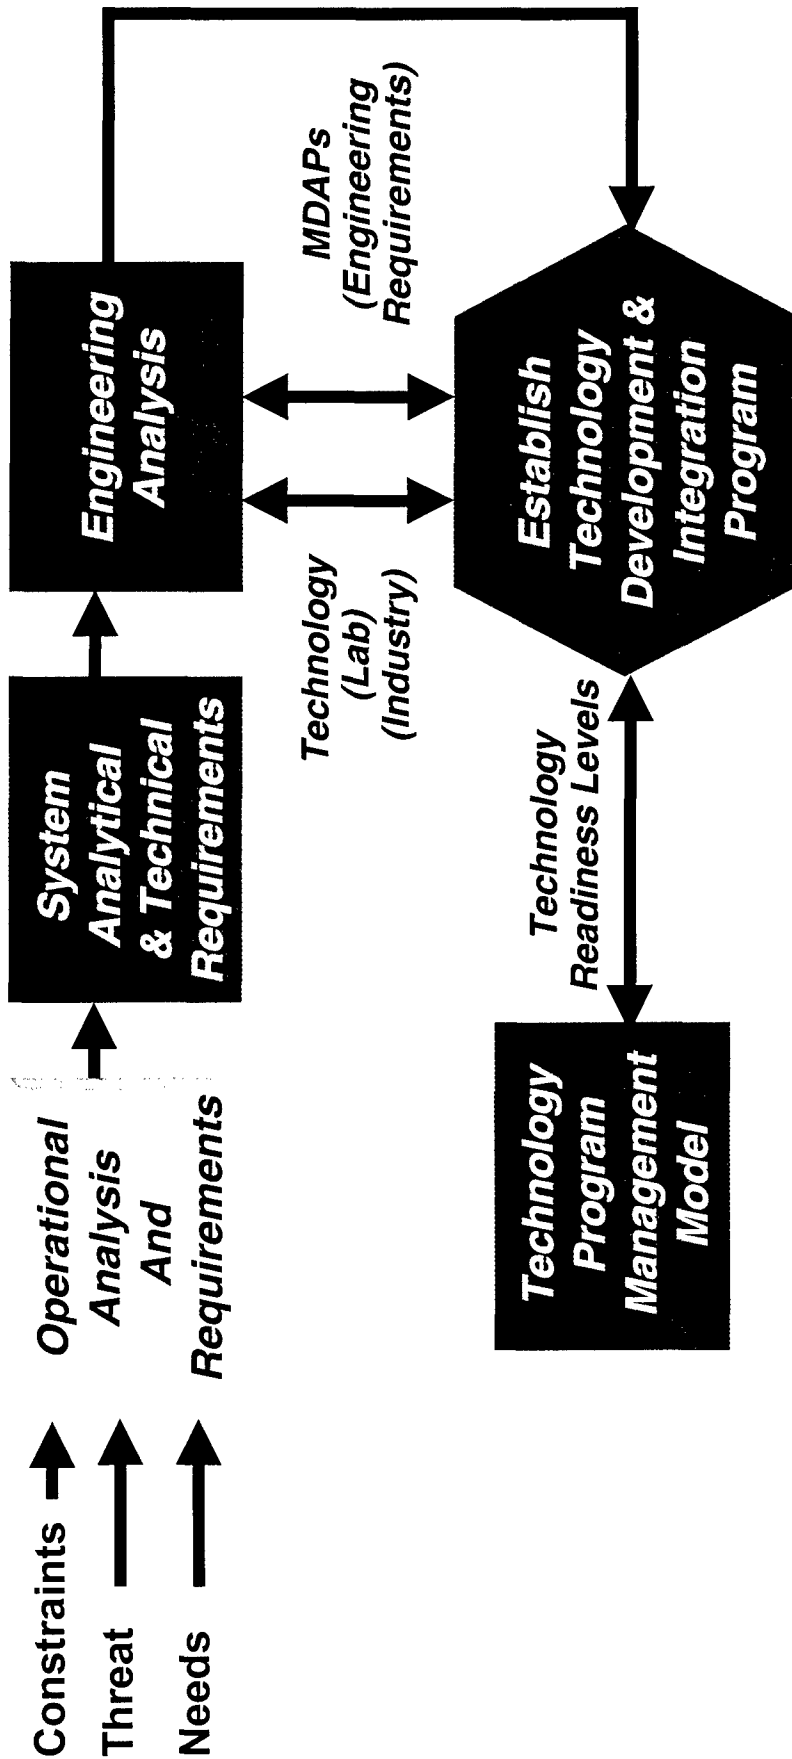 Constraints
Threat
Needs
Operational
Analysis
And
Requirements
System
Analytical
& Technical
Requirements
Engineering
Analysis
Technology
(Lab)
(Industry)
MDAPs
(Engineering
Requirements)
Technology
Program
Management
Model
Technology
Readiness Levels
Establish
Technology
Development &
Integration
Program